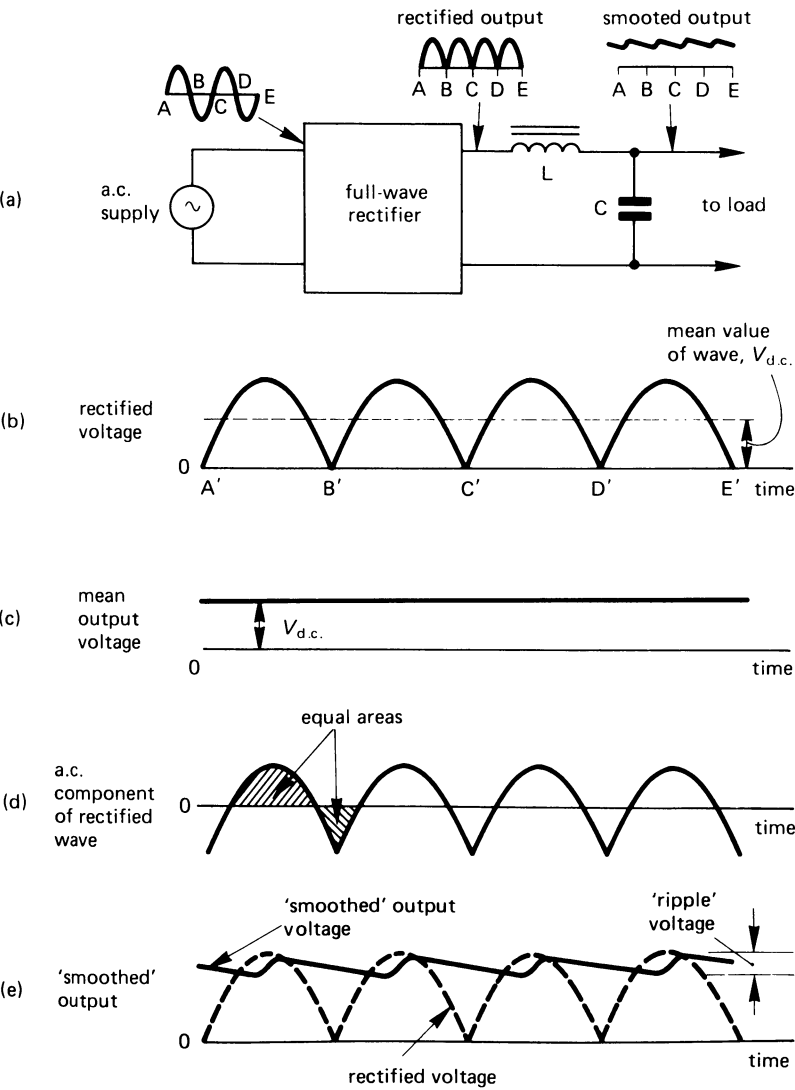 rectified output
smooted output
A B C D E
A B C D E
A B C D E
(a)
a.c.
supply
full-wave
rectifier
L
C
to load
mean value
of wave, Vd.c.
(b)
rectified
voltage
0
A' B' C' D' E' time
(c)
mean
output
voltage
Vd.c.
0
time
equal areas
(d)
a.c.
component
of rectified
wave
0
time
'smoothed' output
voltage
'ripple'
voltage
(e)
'smoothed'
output
0
time
rectified voltage